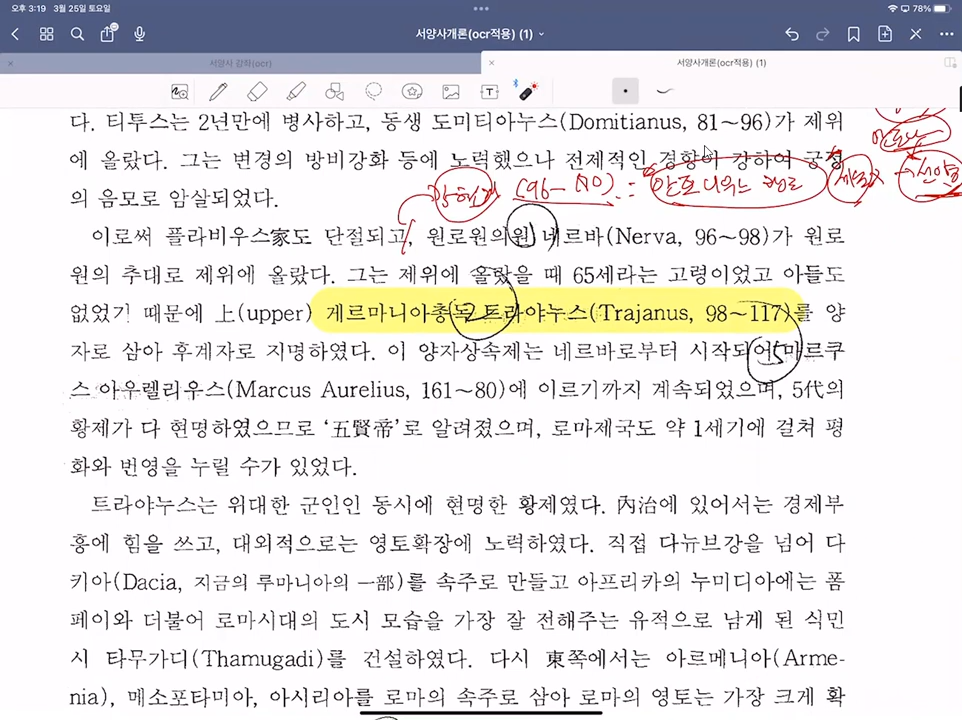 오후 3:19 3월 25일 토요일
78%
서양사개론(ocr적용) (1)
서양사 강좌(ocr)
서양사개론(ocr적용) (1)
다. 티투스는 2년만에 병사하고, 동생 도미티아누스(Domitianus, 81~96)가 제위
에 올랐다. 그는 변경의 방비강화 등에 노력했으나 전제적인 경향이 강하여 궁정
의 음모로 암살되었다.
이로써 플라비우스家도 단절되고, 원로원의원 네르바(Nerva, 96~98)가 원로
원의 추대로 제위에 올랐다. 그는 제위에 올랐을 때 65세라는 고령이었고 아들도
없었기 때문에 上(upper) 게르마니아총독 트라야누스(Trajanus, 98~117)를 양
자로 삼아 후계자로 지명하였다. 이 양자상속제는 네르바로부터 시작되어 마르쿠
스 아우렐리우스(Marcus Aurelius, 161~80)에 이르기까지 계속되었으며, 5代의
황제가 다 현명하였으므로 '五賢帝'로 알려졌으며, 로마제국도 약 1세기에 걸쳐 평
화와 번영을 누릴 수가 있었다.
트라야누스는 위대한 군인인 동시에 현명한 황제였다. 內治에 있어서는 경제부
흥에 힘을 쓰고, 대외적으로는 영토확장에 노력하였다. 직접 다뉴브강을 넘어 다
키아(Dacia, 지금의 루마니아의 一部)를 속주로 만들고 아프리카의 누미디아에는 폼
페이와 더불어 로마시대의 도시 모습을 가장 잘 전해주는 유적으로 남게 된 식민
시 타무가디(Thamugadi)를 건설하였다. 다시 東쪽에서는 아르메니아(Arme-
nia), 메소포타미아, 아시리아를 로마의 속주로 삼아 로마의 영토는 가장 크게 확